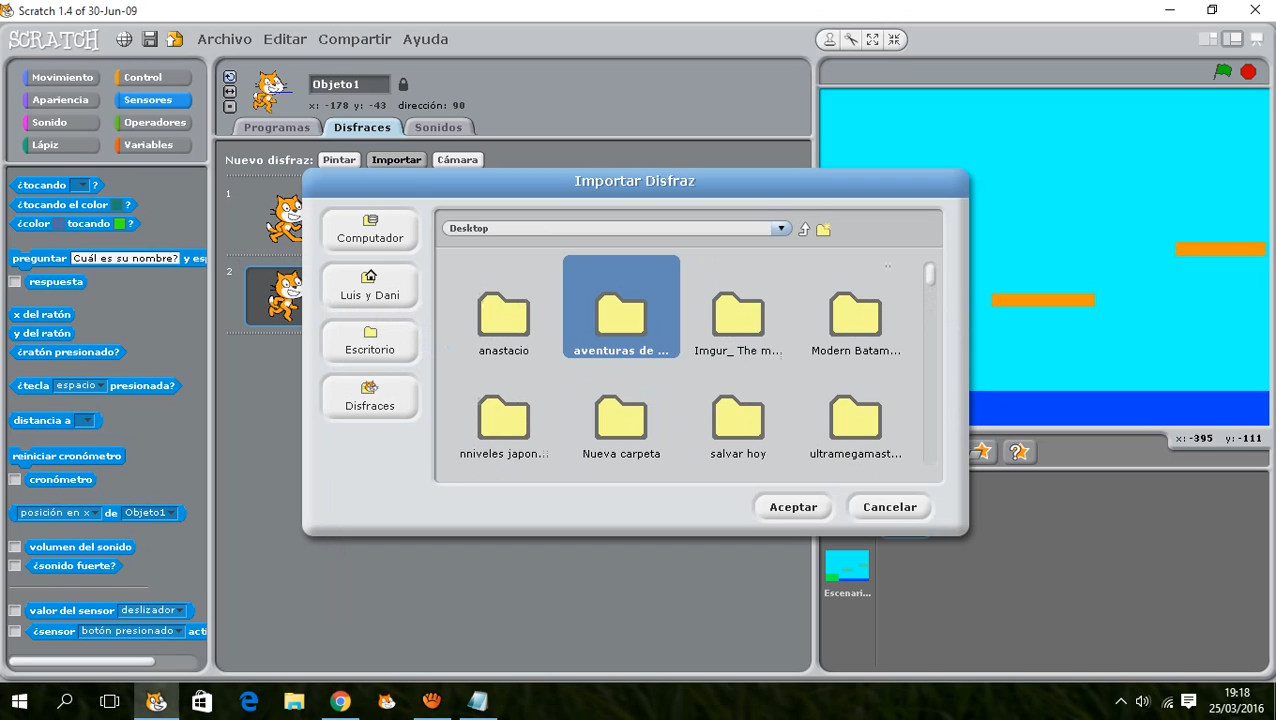 Scratch 1.4 of 30-Jun-09
SCRATCH
Archivo Editar Compartir Ayuda
Movimiento Control
Apariencia Sensores
Sonido Operadores
Lápiz Variables
Objeto1
x: -178 y: -43 dirección: 90
Programas Disfraces Sonidos
Nuevo disfraz: Pintar Importar Cámara
1
2
¿tocando ?
¿tocando el color ?
¿color tocando ?
preguntar Cuál es su nombre? y esp
respuesta
x del ratón
y del ratón
¿ratón presionado?
¿tecla espacio presionada?
distancia a
reiniciar cronómetro
cronómetro
posición en x de Objeto1
volumen del sonido
¿sonido fuerte?
valor del sensor deslizador
¿sensor botón presionado acti
Importar Disfraz
Computador
Luis y Dani
Escritorio
Disfraces
Desktop
..
anastacio
aventuras de ...
Imgur_ The m...
Modern Batam...
nniveles japon...
Nueva carpeta
salvar hoy
ultramegamast...
Aceptar Cancelar
x: -395 y: -111
Escenari...
19:18
25/03/2016